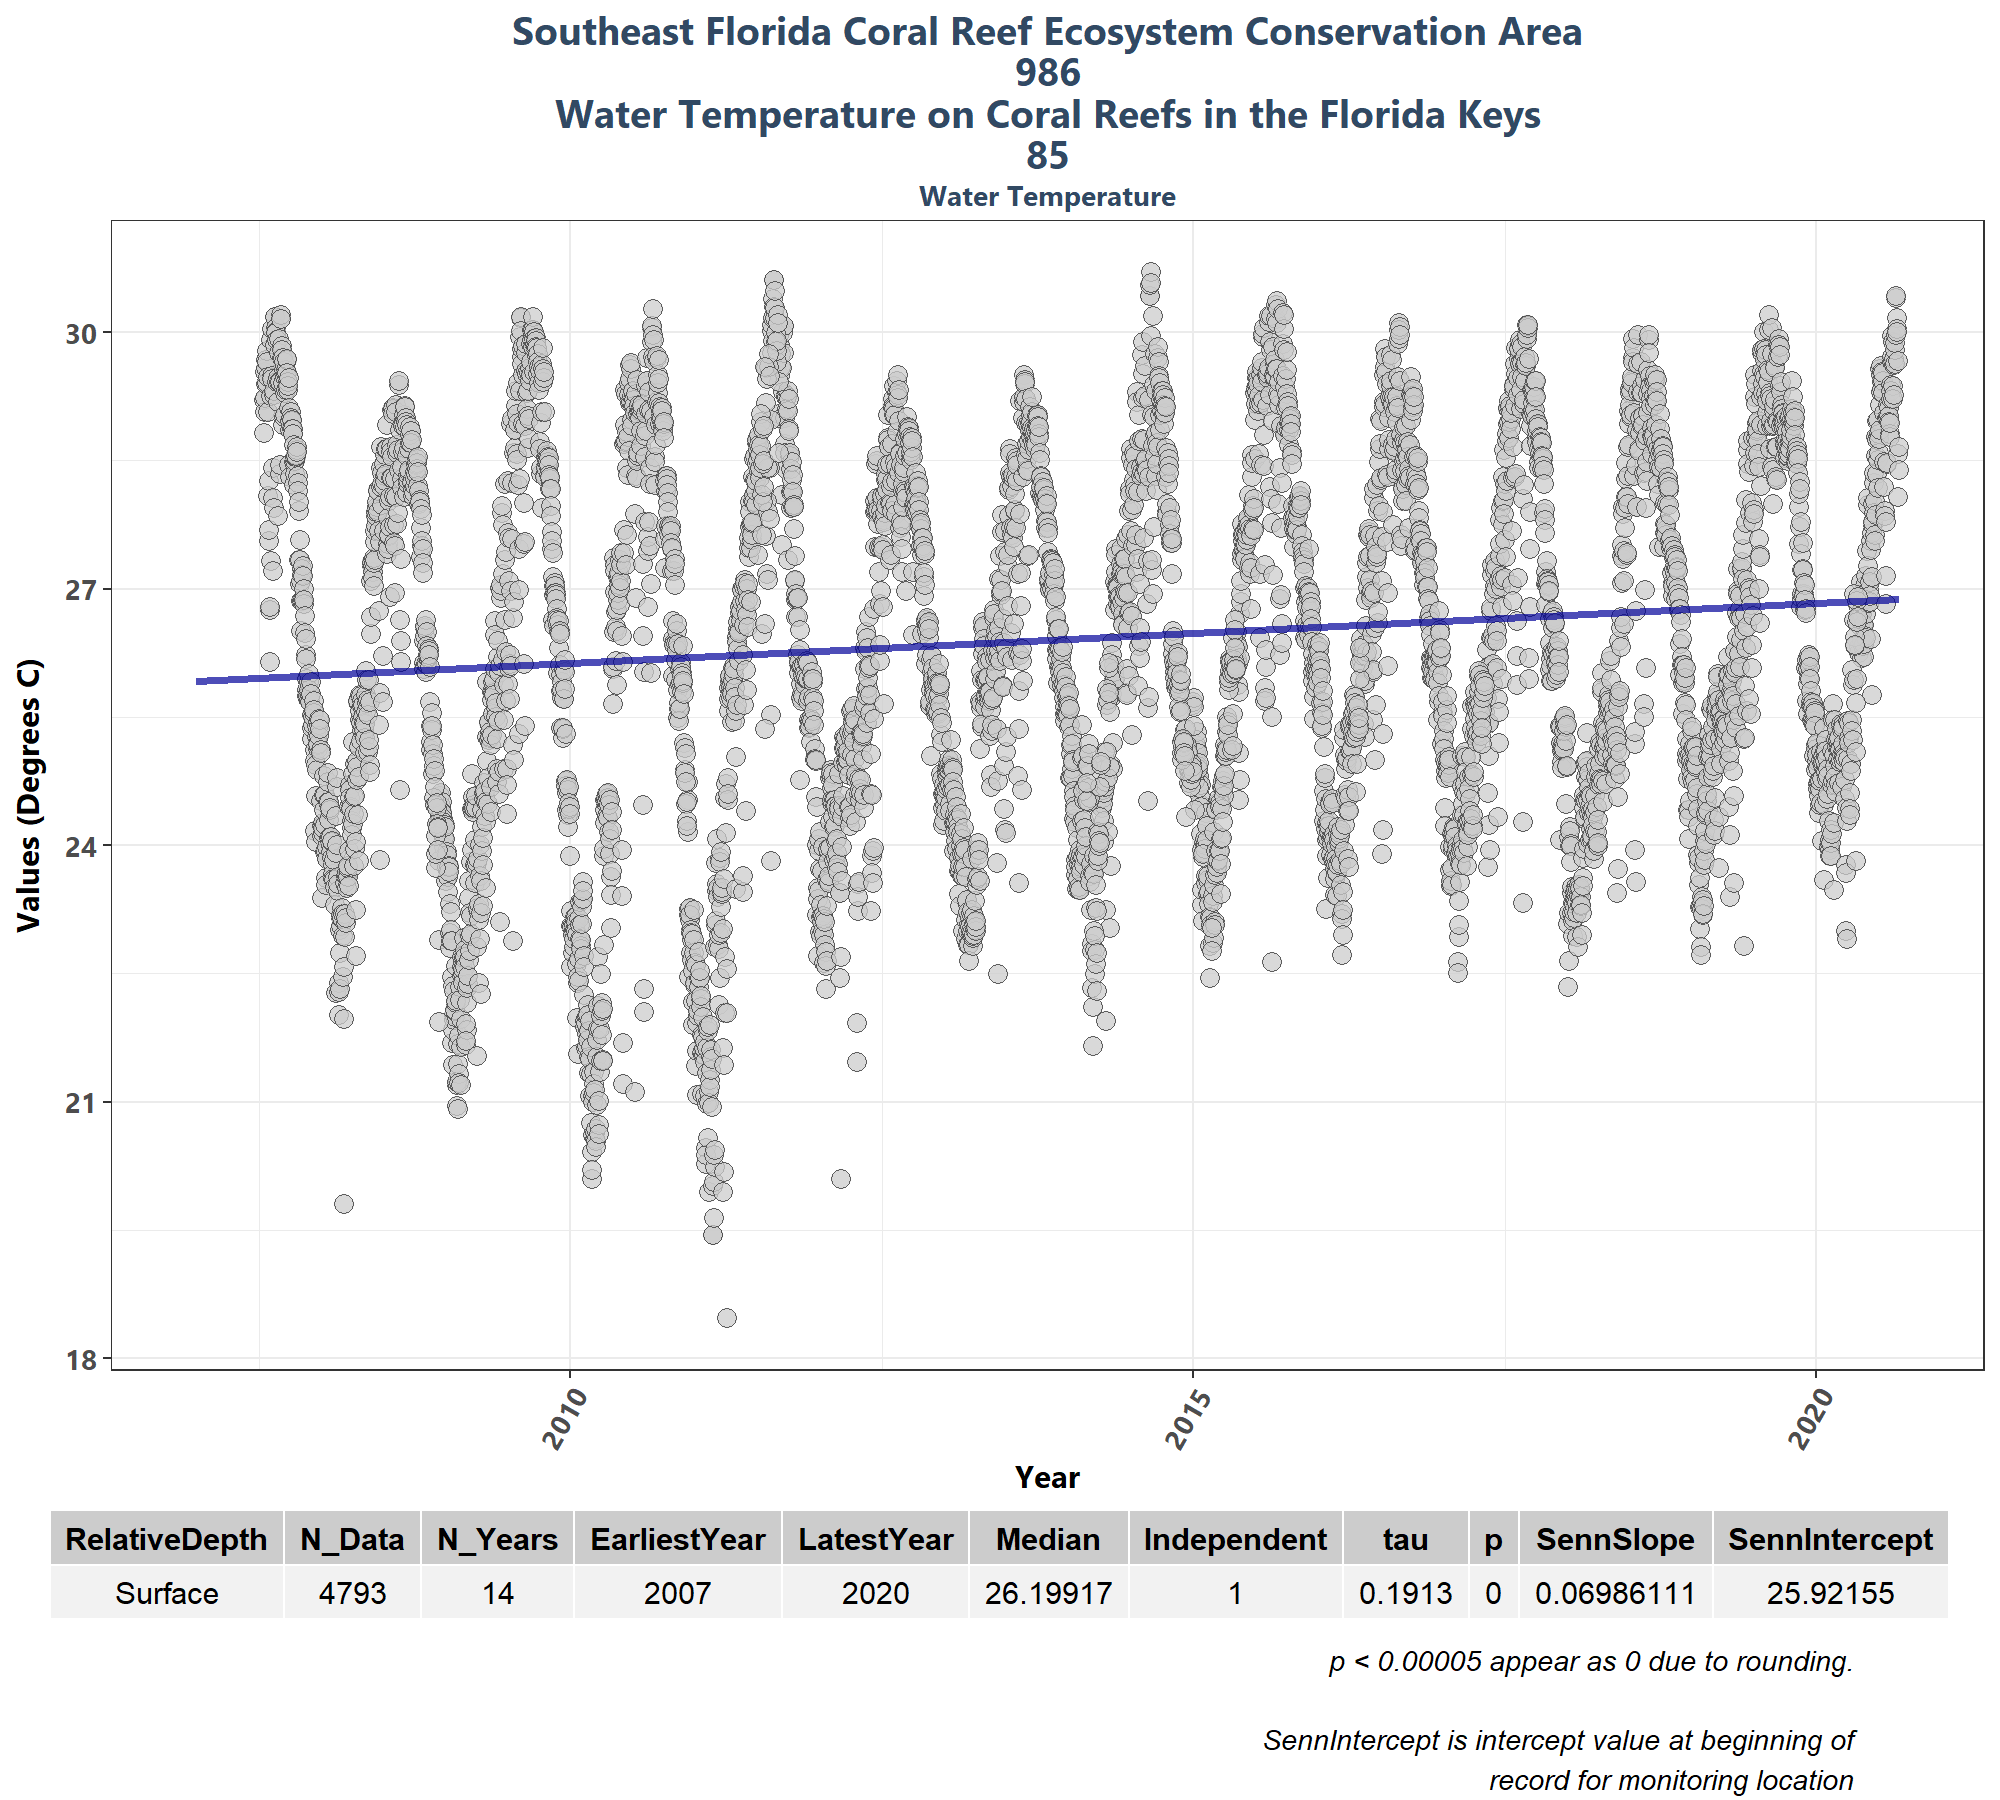 Southeast Florida Coral Reef Ecosystem Conservation Area
986
Water Temperature on Coral Reefs in the Florida Keys
85
Water Temperature
Values (Degrees C)
30
27
24
21
18
2010
2015
2020
Year
RelativeDepth N_Data N_Years EarliestYear LatestYear Median Independent tau p SennSlope SennIntercept
Surface 4793 14 2007 2020 26.19917 1 0.1913 0 0.06986111 25.92155
p < 0.00005 appear as 0 due to rounding.
SennIntercept is intercept value at beginning of
record for monitoring location